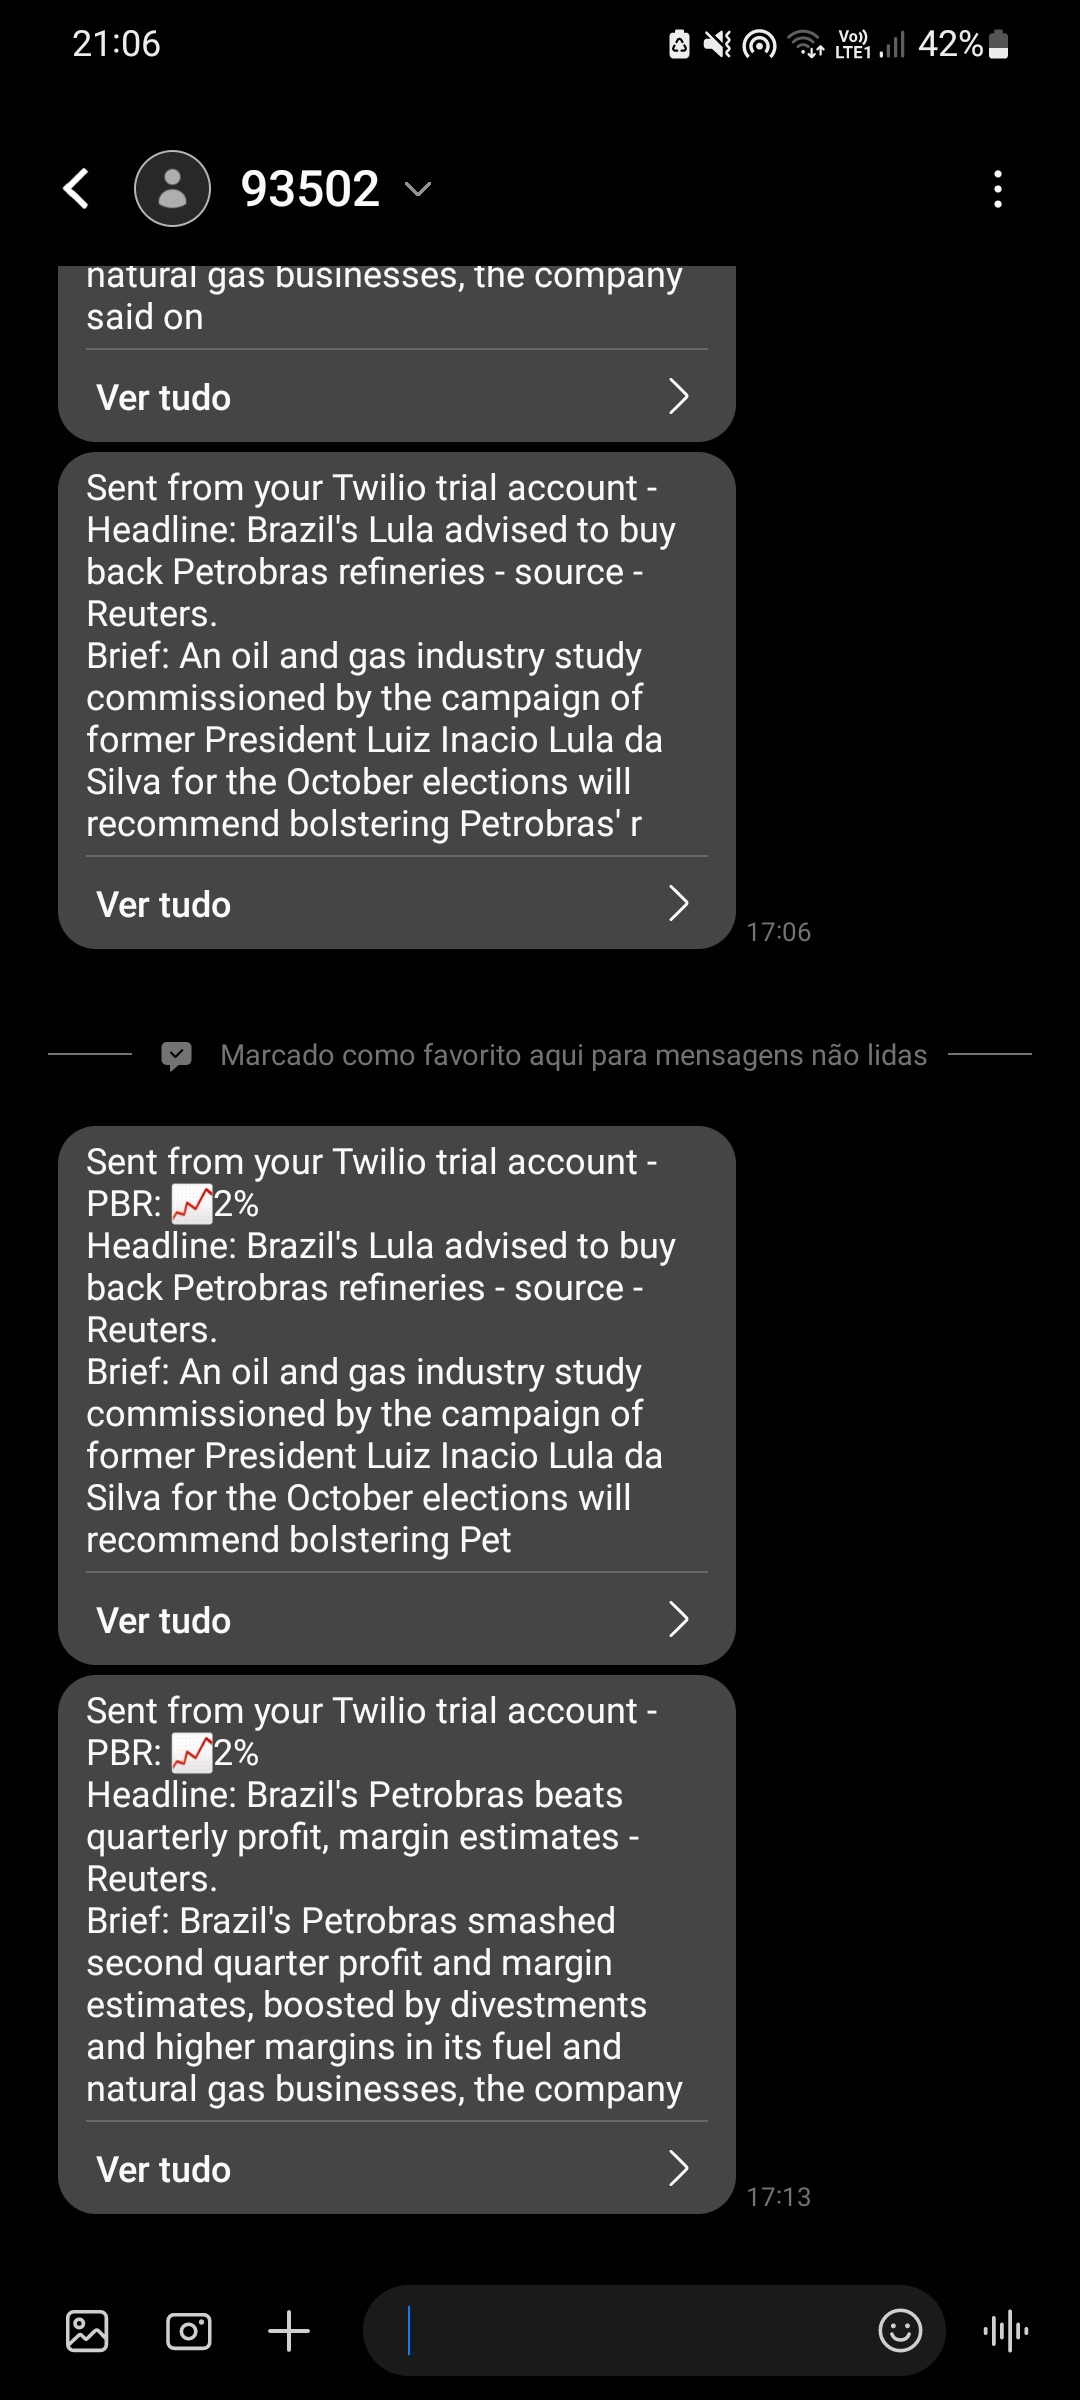 21:06
Vo)) LTE1 42%
93502
natural gas businesses, the company
said on
Ver tudo
Sent from your Twilio trial account -
Headline: Brazil's Lula advised to buy
back Petrobras refineries - source -
Reuters.
Brief: An oil and gas industry study
commissioned by the campaign of
former President Luiz Inacio Lula da
Silva for the October elections will
recommend bolstering Petrobras' r
Ver tudo
17:06
Marcado como favorito aqui para mensagens não lidas
Sent from your Twilio trial account -
PBR: 📈2%
Headline: Brazil's Lula advised to buy
back Petrobras refineries - source -
Reuters.
Brief: An oil and gas industry study
commissioned by the campaign of
former President Luiz Inacio Lula da
Silva for the October elections will
recommend bolstering Pet
Ver tudo
Sent from your Twilio trial account -
PBR: 📈2%
Headline: Brazil's Petrobras beats
quarterly profit, margin estimates -
Reuters.
Brief: Brazil's Petrobras smashed
second quarter profit and margin
estimates, boosted by divestments
and higher margins in its fuel and
natural gas businesses, the company
Ver tudo
17:13